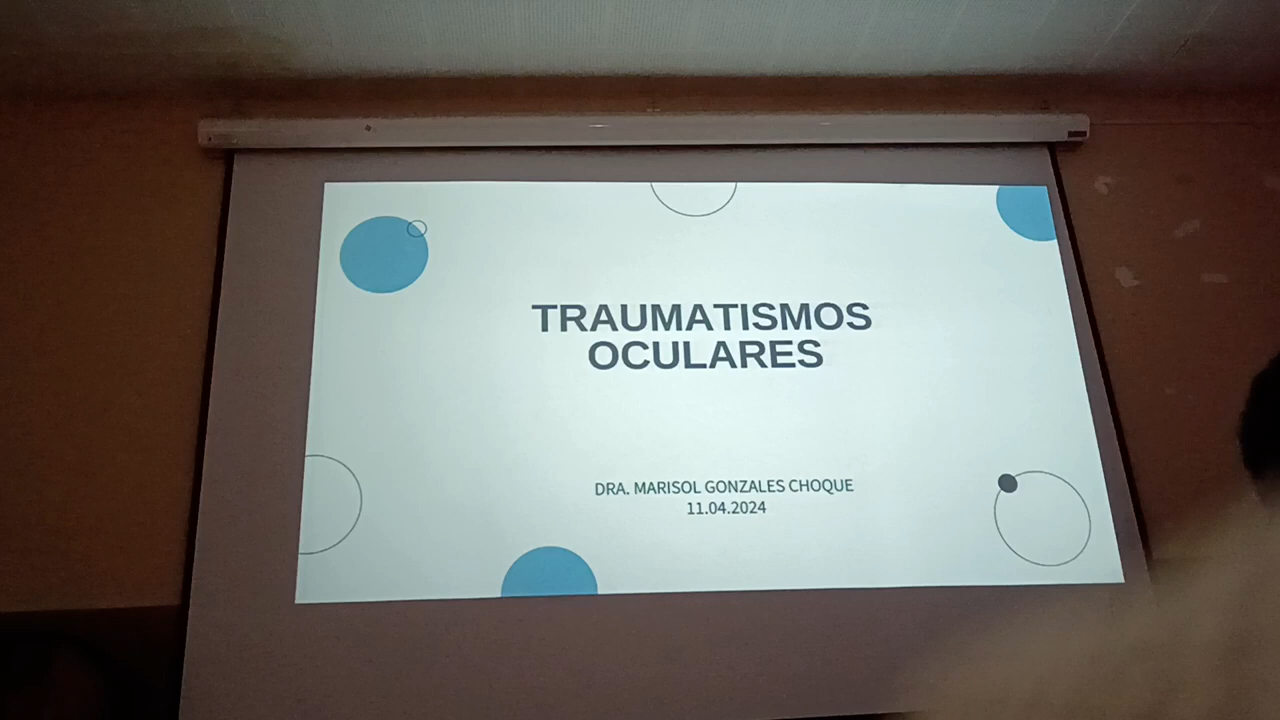 TRAUMATISMOS
OCULARES
DRA. MARISOL GONZALES CHOQUE
11.04.2024